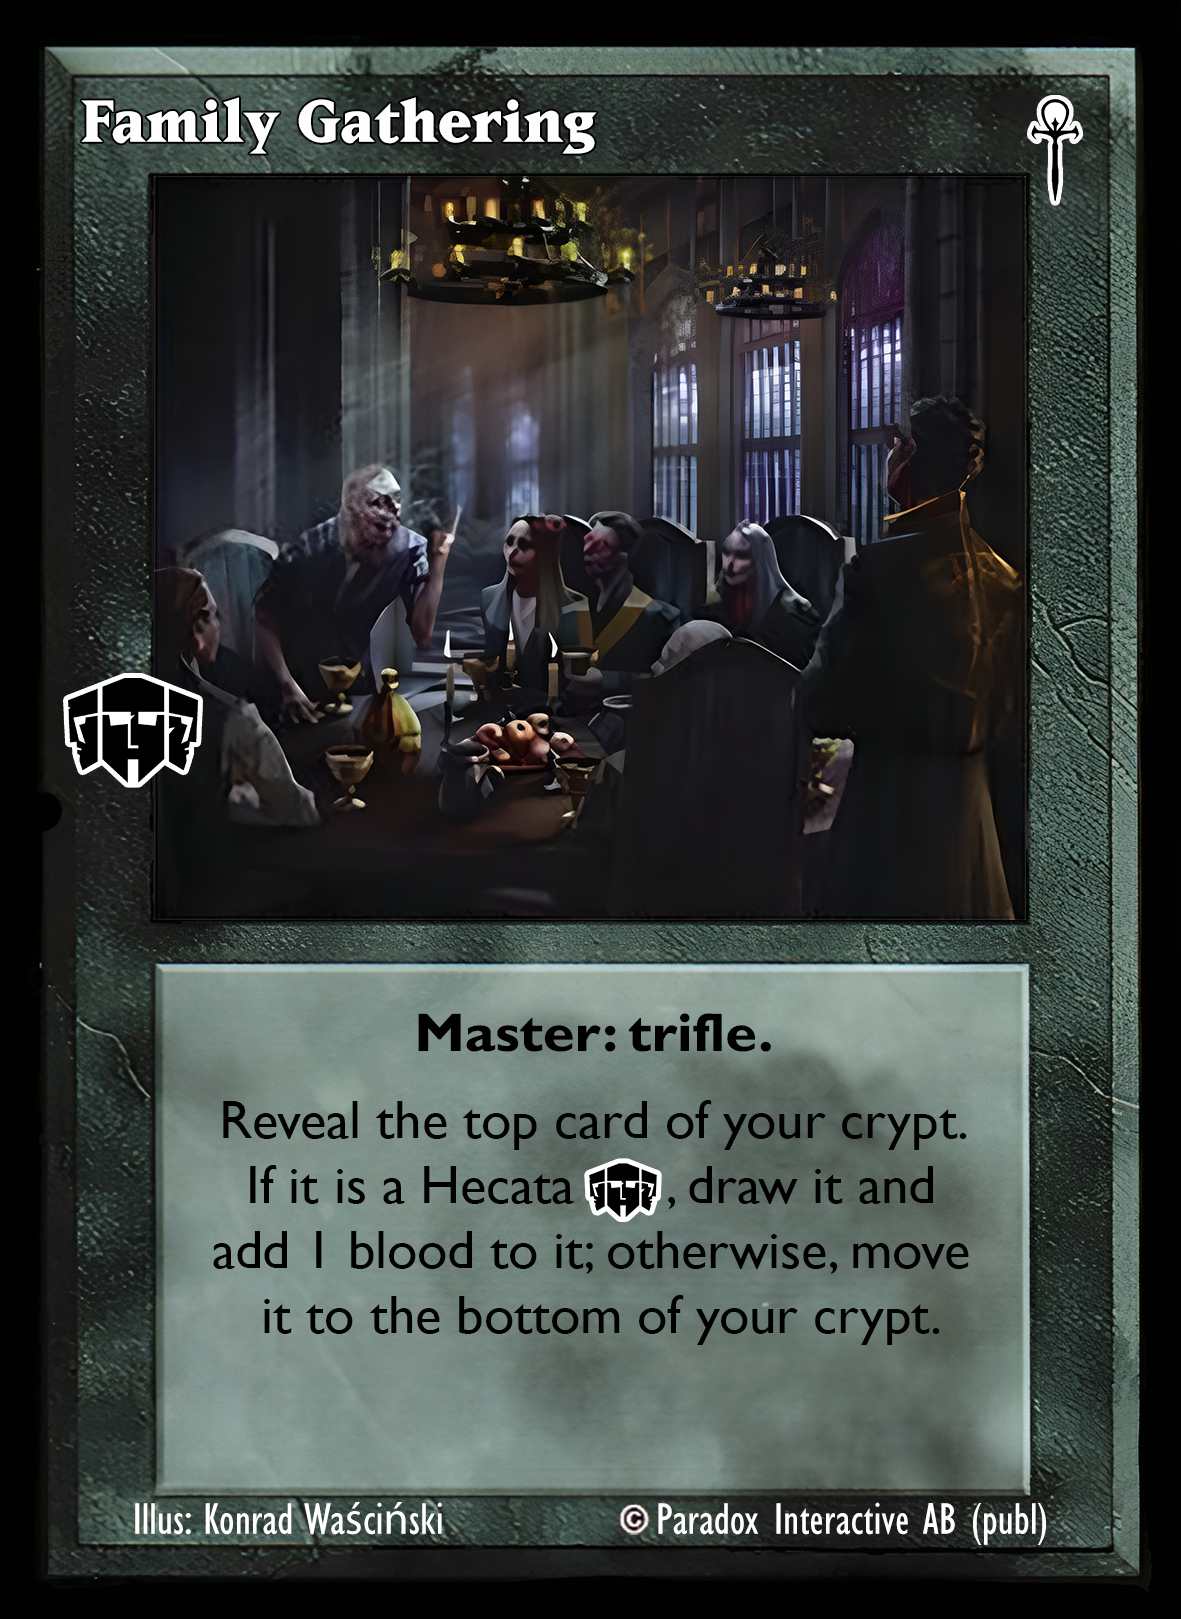 Family Gathering
Master: trifle.
Reveal the top card of your crypt.
If it is a Hecata , draw it and
add 1 blood to it; otherwise, move
it to the bottom of your crypt.
Illus: Konrad Waściński
© Paradox Interactive AB (publ)